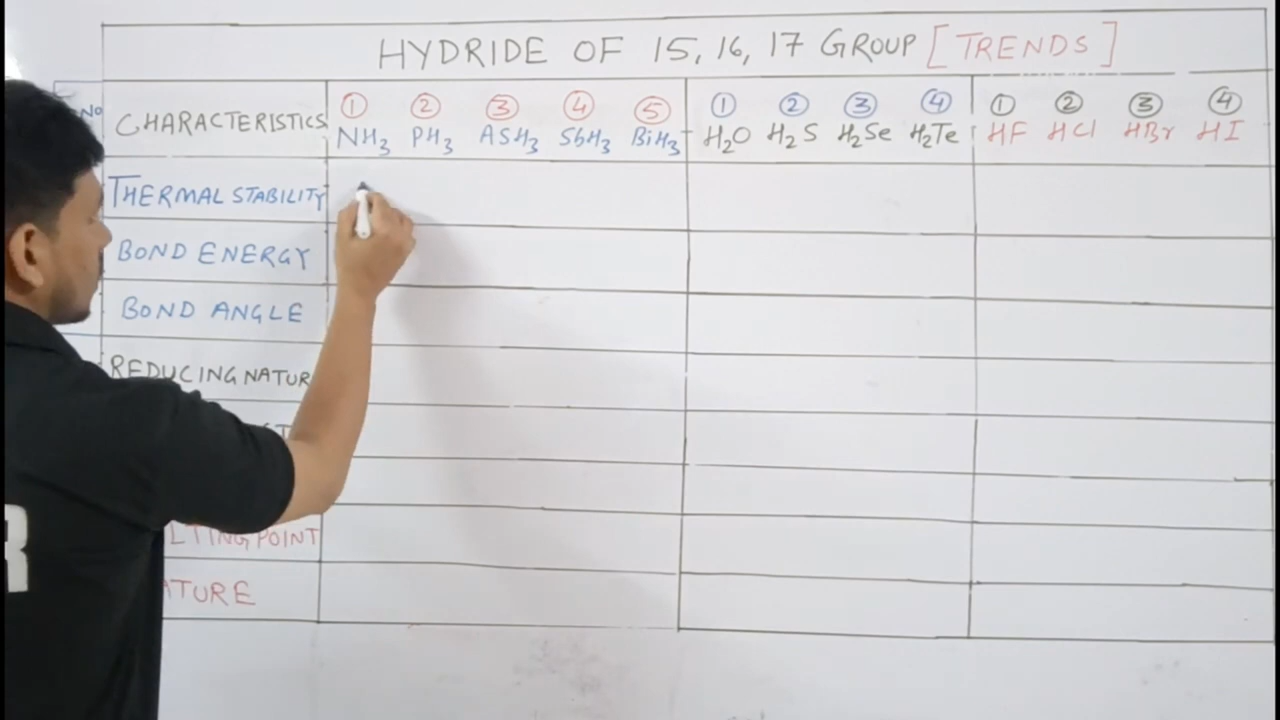 HYDRIDE OF 15, 16, 17 GROUP [TRENDS]
No
CHARACTERISTICS
① ② ③ ④ ⑤
NH₃ PH₃ ASH₃ SbH₃ BiH₃
① ② ③ ④
H₂O H₂S H₂Se H₂Te
① ② ③ ④
HF HCl HBr HI
THERMAL STABILITY
BOND ENERGY
BOND ANGLE
REDUCING NATUR
LTING POINT
ATURE